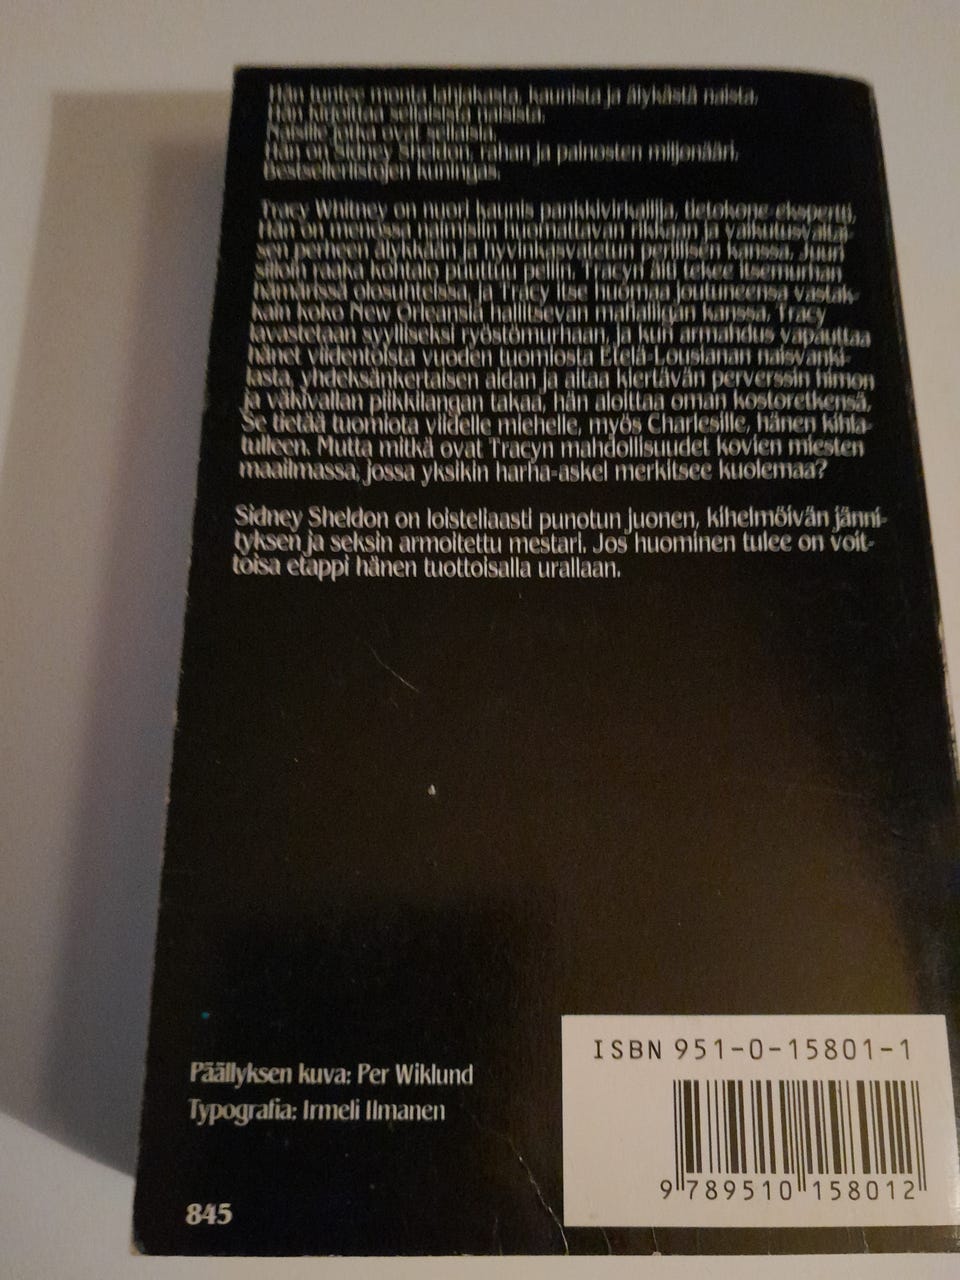 Hän tuntee monta lahjakasta, kaunista ja älykästä naista.
Hän kirjoittaa sellaisista naisista.
Naisille jotka ovat sellaisia.
Hän on Sidney Sheldon, rahan ja painosten miljonääri.
Bestsellerlistojen kuningas.
Tracy Whitney on nuori kaunis pankkivirkailija, tietokone-ekspertti.
Hän on menossa naimisiin huomattavan rikkaan ja vaikutusvaltai-
sen perheen älykkään ja hyvinkasvatetun perillisen kanssa. Juuri
silloin raaka kohtalo puuttuu peliin. Tracyn äiti tekee itsemurhan
hämärissä olosuhteissa, ja Tracy itse huomaa joutuneensa vastak-
kain koko New Orleansia hallitsevan mafialiigan kanssa. Tracy
lavastetaan syylliseksi ryöstömurhaan, ja kun armahdus vapauttaa
hänet viidentoista vuoden tuomiosta Etelä-Lousianan naisvanki-
lasta, yhdeksänkertaisen aidan ja aitaa kiertävän perverssin himon
ja väkivallan piikkilangan takaa, hän aloittaa oman kostoretkensä.
Se tietää tuomiota viidelle miehelle, myös Charlesille, hänen kihla-
tulleen. Mutta mitkä ovat Tracyn mahdollisuudet kovien miesten
maailmassa, jossa yksikin harha-askel merkitsee kuolemaa?
Sidney Sheldon on loisteliaasti punotun juonen, kihelmöivän jänni-
tyksen ja seksin armoitettu mestari. Jos huominen tulee on voit-
toisa etappi hänen tuottoisalla urallaan.
Päällyksen kuva: Per Wiklund
Typografia: Irmeli Ilmanen
845
ISBN 951-0-15801-1
9 789510 158012